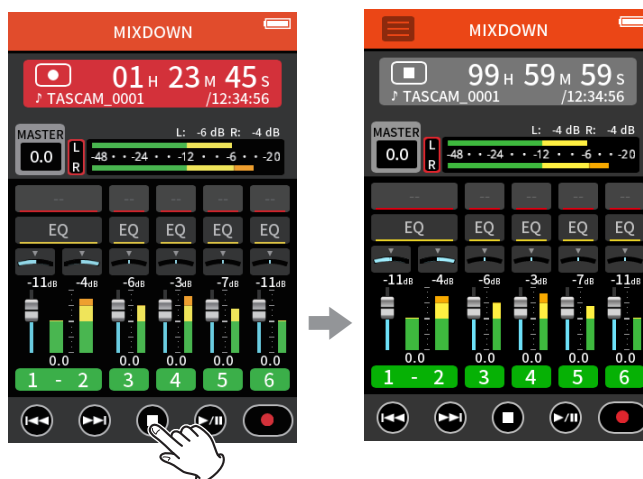 MIXDOWN
01 H 23 M 45 S
♪ TASCAM_0001 /12:34:56
MASTER L: -6 dB R: -4 dB
0.0 L R -48 · · -24 · · -12 · · -6 · · -20
-- -- -- -- --
EQ EQ EQ EQ EQ
-11dB -4dB -6dB -3dB -7dB -11dB
0.0 0.0 0.0 0.0 0.0
1 - 2 3 4 5 6
MIXDOWN
99 H 59 M 59 S
♪ TASCAM_0001 /12:34:56
MASTER L: -4 dB R: -4 dB
0.0 L R -48 · · -24 · · -12 · · -6 · · -20
-- -- -- -- --
EQ EQ EQ EQ EQ
-11dB -4dB -6dB -3dB -7dB -11dB
0.0 0.0 0.0 0.0 0.0
1 - 2 3 4 5 6